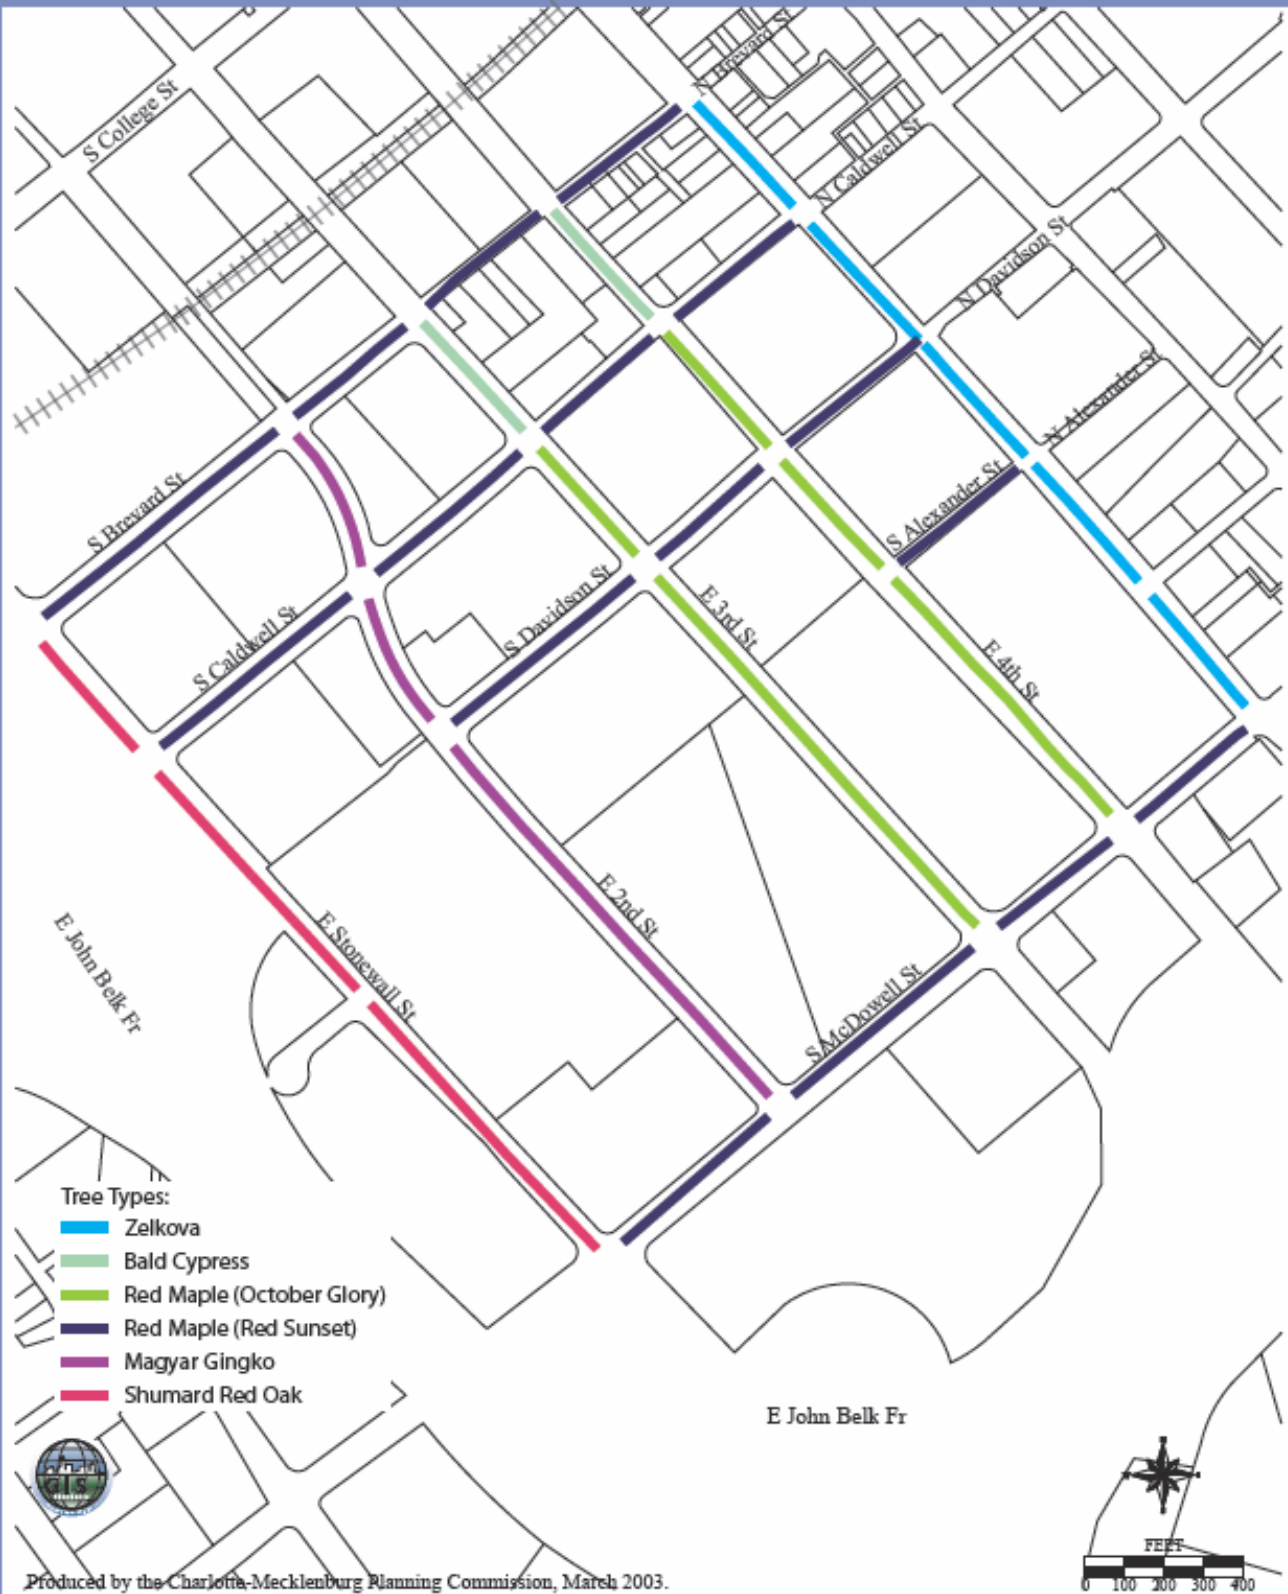 N Brevard St
S College St
N Caldwell St
N Davidson St
N Alexander St
S Alexander St
S Brevard St
S Caldwell St
S Davidson St
E 3rd St
E 4th St
E 2nd St
E Stonewall St
E John Belk Fr
S McDowell St
Tree Types:
Zelkova
Bald Cypress
Red Maple (October Glory)
Red Maple (Red Sunset)
Magyar Gingko
Shumard Red Oak
E John Belk Fr
GIS
FEET
0 100 200 300 400
Produced by the Charlotte-Mecklenburg Planning Commission, March 2003.